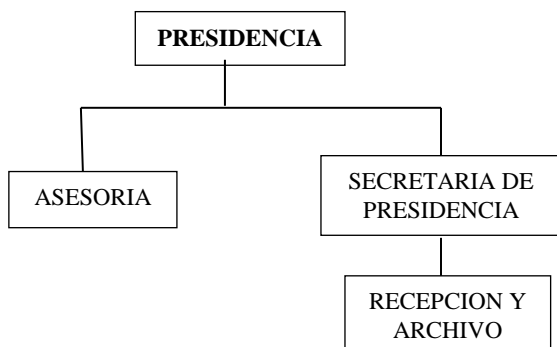 PRESIDENCIA
ASESORIA
SECRETARIA DE
PRESIDENCIA
RECEPCION Y
ARCHIVO